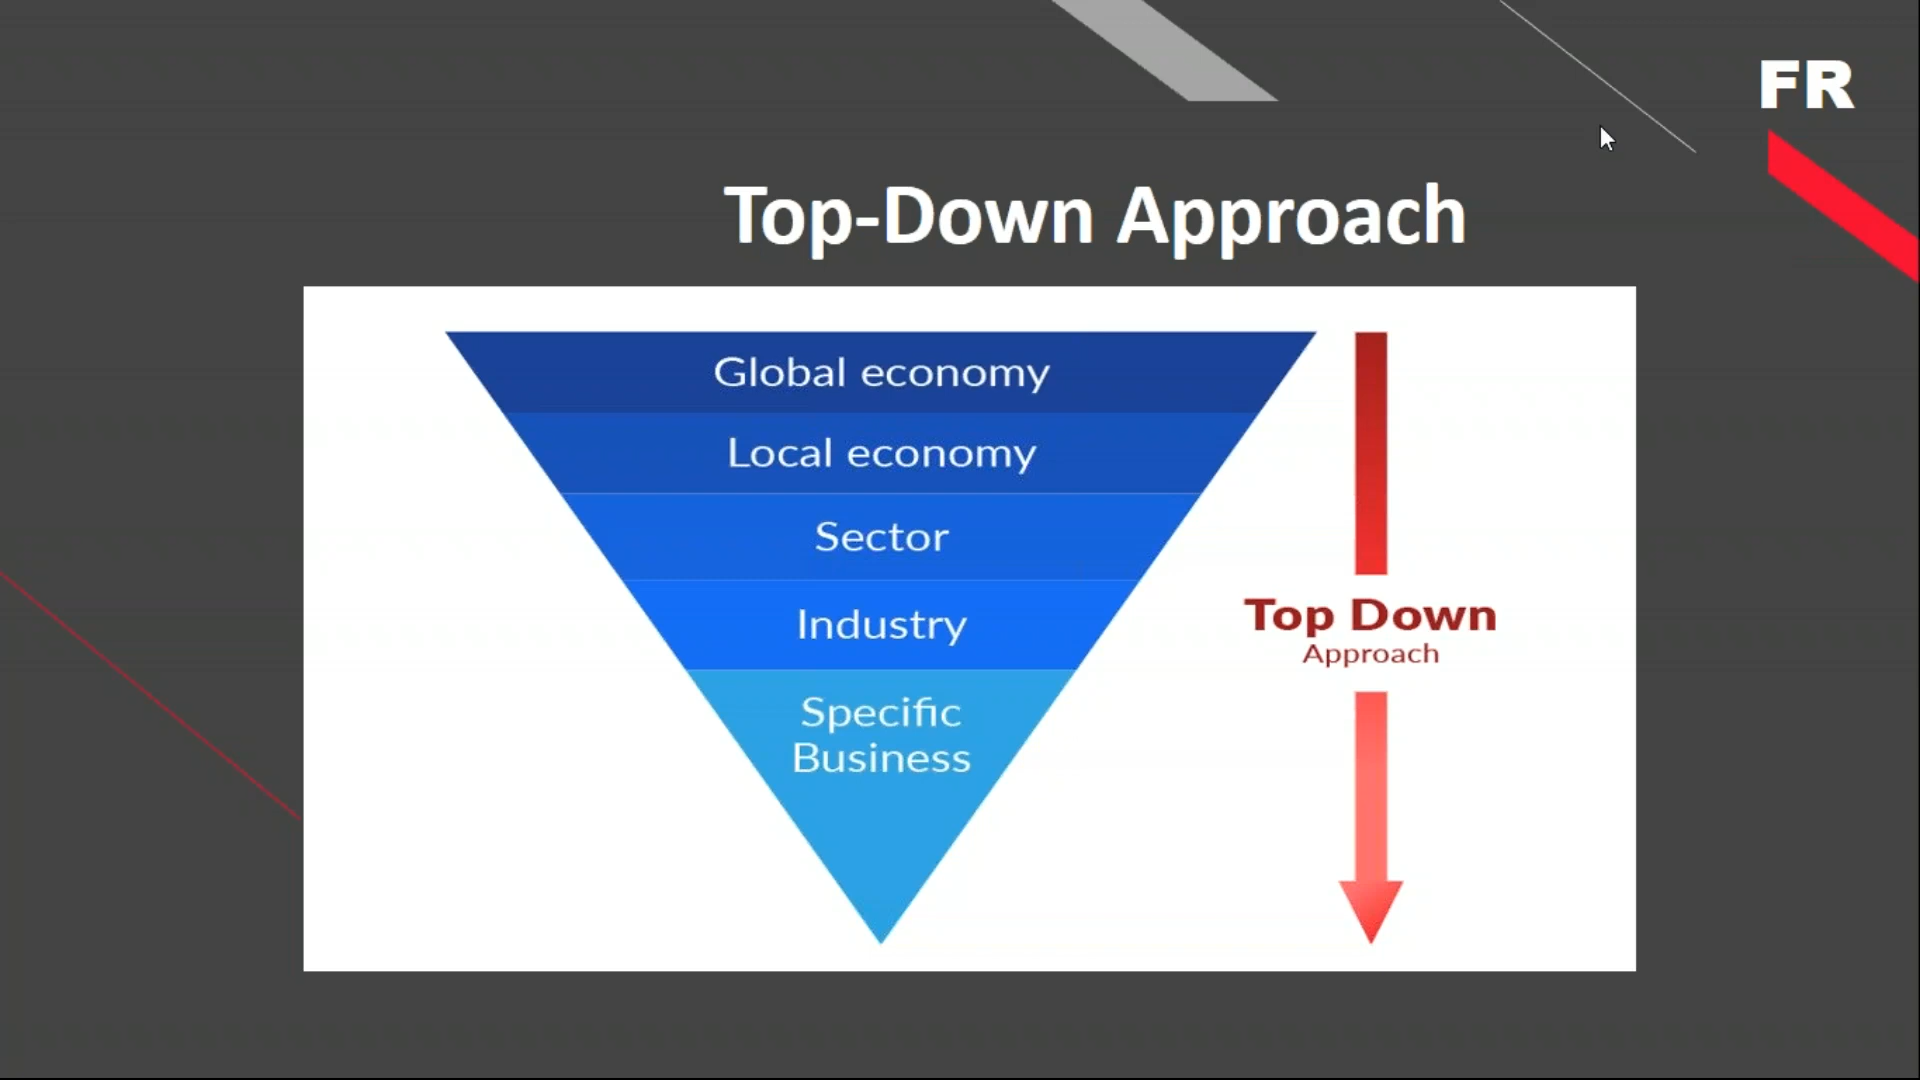 FR
Top-Down Approach
Global economy
Local economy
Sector
Industry
Specific
Business
Top Down
Approach